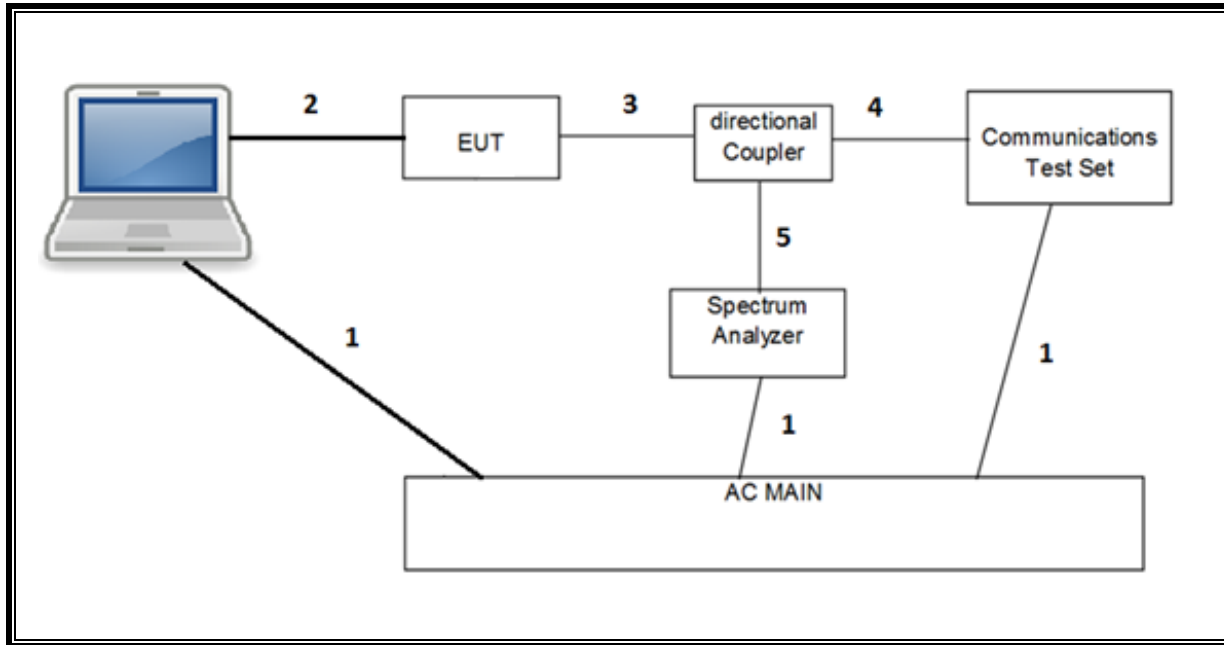 2
EUT
3
directional
Coupler
4
Communications
Test Set
5
Spectrum
Analyzer
1
1
1
AC MAIN